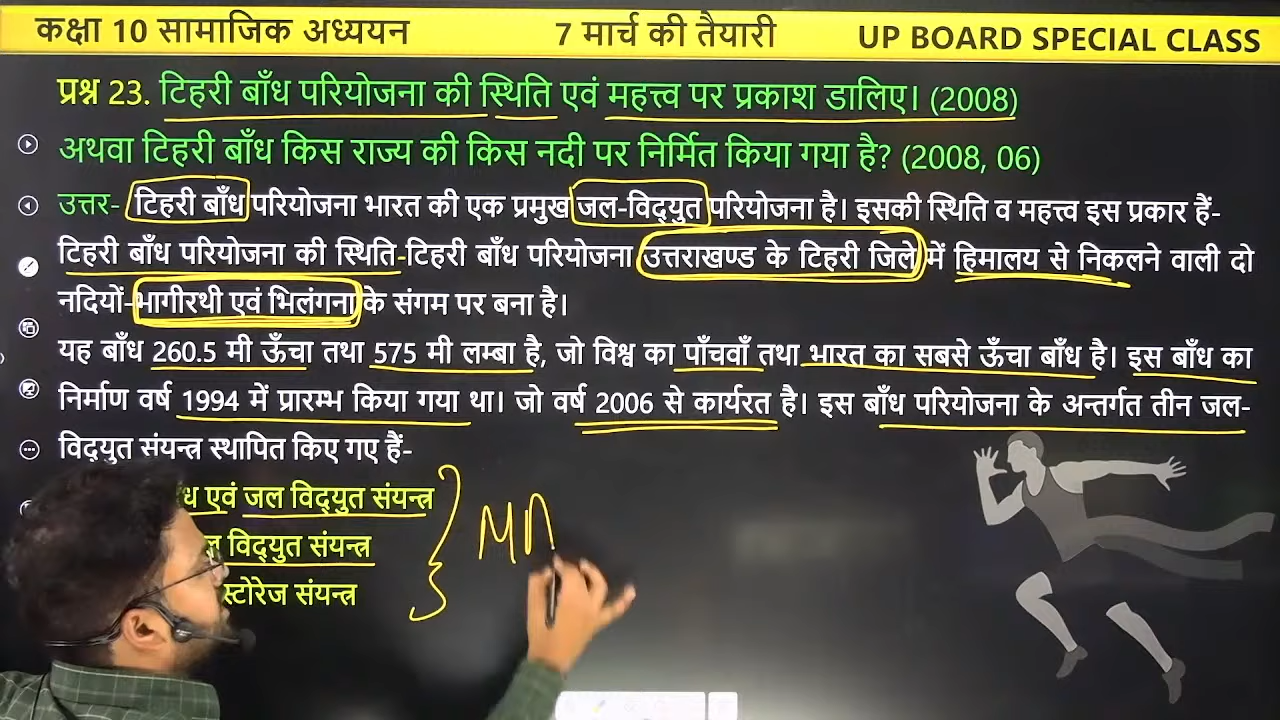 कक्षा 10 सामाजिक अध्ययन 7 मार्च की तैयारी UP BOARD SPECIAL CLASS
प्रश्न 23. टिहरी बाँध परियोजना की स्थिति एवं महत्त्व पर प्रकाश डालिए। (2008)
अथवा टिहरी बाँध किस राज्य की किस नदी पर निर्मित किया गया है? (2008, 06)
उत्तर- टिहरी बाँध परियोजना भारत की एक प्रमुख जल-विद्युत परियोजना है। इसकी स्थिति व महत्त्व इस प्रकार हैं-
टिहरी बाँध परियोजना की स्थिति-टिहरी बाँध परियोजना उत्तराखण्ड के टिहरी जिले में हिमालय से निकलने वाली दो
नदियों-भागीरथी एवं भिलंगना के संगम पर बना है।
यह बाँध 260.5 मी ऊँचा तथा 575 मी लम्बा है, जो विश्व का पाँचवाँ तथा भारत का सबसे ऊँचा बाँध है। इस बाँध का
निर्माण वर्ष 1994 में प्रारम्भ किया गया था। जो वर्ष 2006 से कार्यरत है। इस बाँध परियोजना के अन्तर्गत तीन जल-
विद्युत संयन्त्र स्थापित किए गए हैं-
एवं जल विद्युत संयन्त्र
विद्युत संयन्त्र
स्टोरेज संयन्त्र